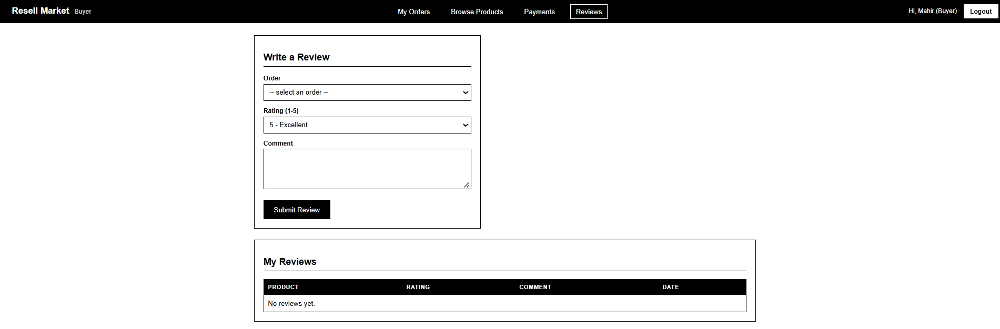 Resell Market Buyer My Orders Browse Products Payments Reviews Hi, Mahir (Buyer) Logout
Write a Review
Order
-- select an order --
Rating (1-5)
5 - Excellent
Comment
Submit Review
My Reviews
PRODUCT RATING COMMENT DATE
No reviews yet.